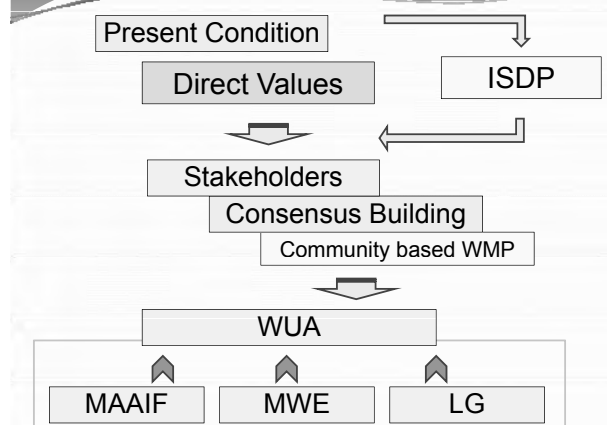 Present Condition
Direct Values
ISDP
Stakeholders
Consensus Building
Community based WMP
WUA
MAAIF
MWE
LG